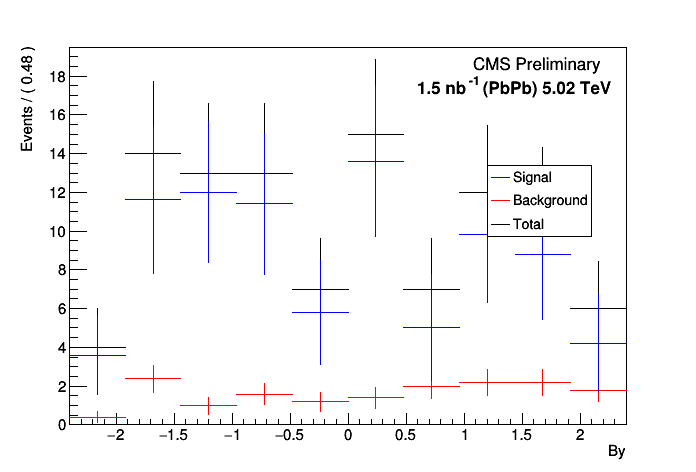 CMS Preliminary
1.5 nb⁻¹ (PbPb) 5.02 TeV
Events / ( 0.48 )
18
16
14
12
10
8
6
4
2
0
Signal
Background
Total
−2 −1.5 −1 −0.5 0 0.5 1 1.5 2
By